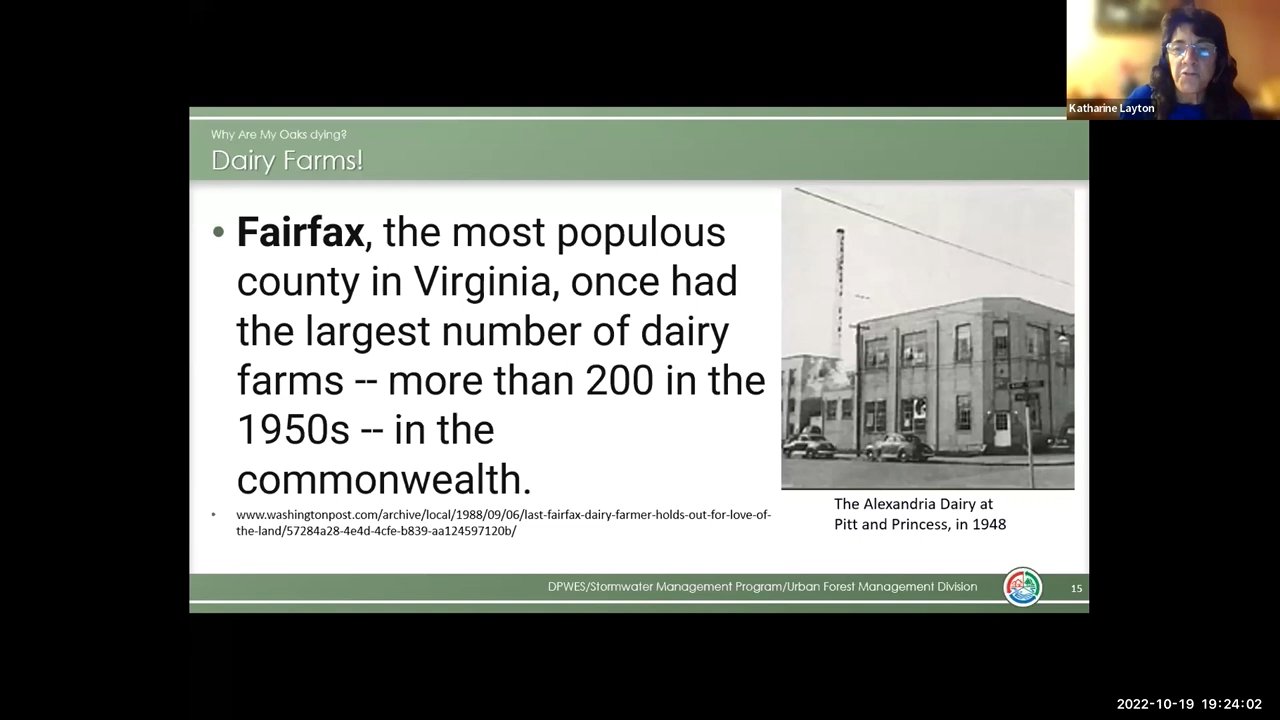 Katharine Layton
Why Are My Oaks dying?
Dairy Farms!
• Fairfax, the most populous
county in Virginia, once had
the largest number of dairy
farms -- more than 200 in the
1950s -- in the
commonwealth.
• www.washingtonpost.com/archive/local/1988/09/06/last-fairfax-dairy-farmer-holds-out-for-love-of-
the-land/57284a28-4e4d-4cfe-b839-aa124597120b/
The Alexandria Dairy at
Pitt and Princess, in 1948
DPWES/Stormwater Management Program/Urban Forest Management Division
15
2022-10-19 19:24:02